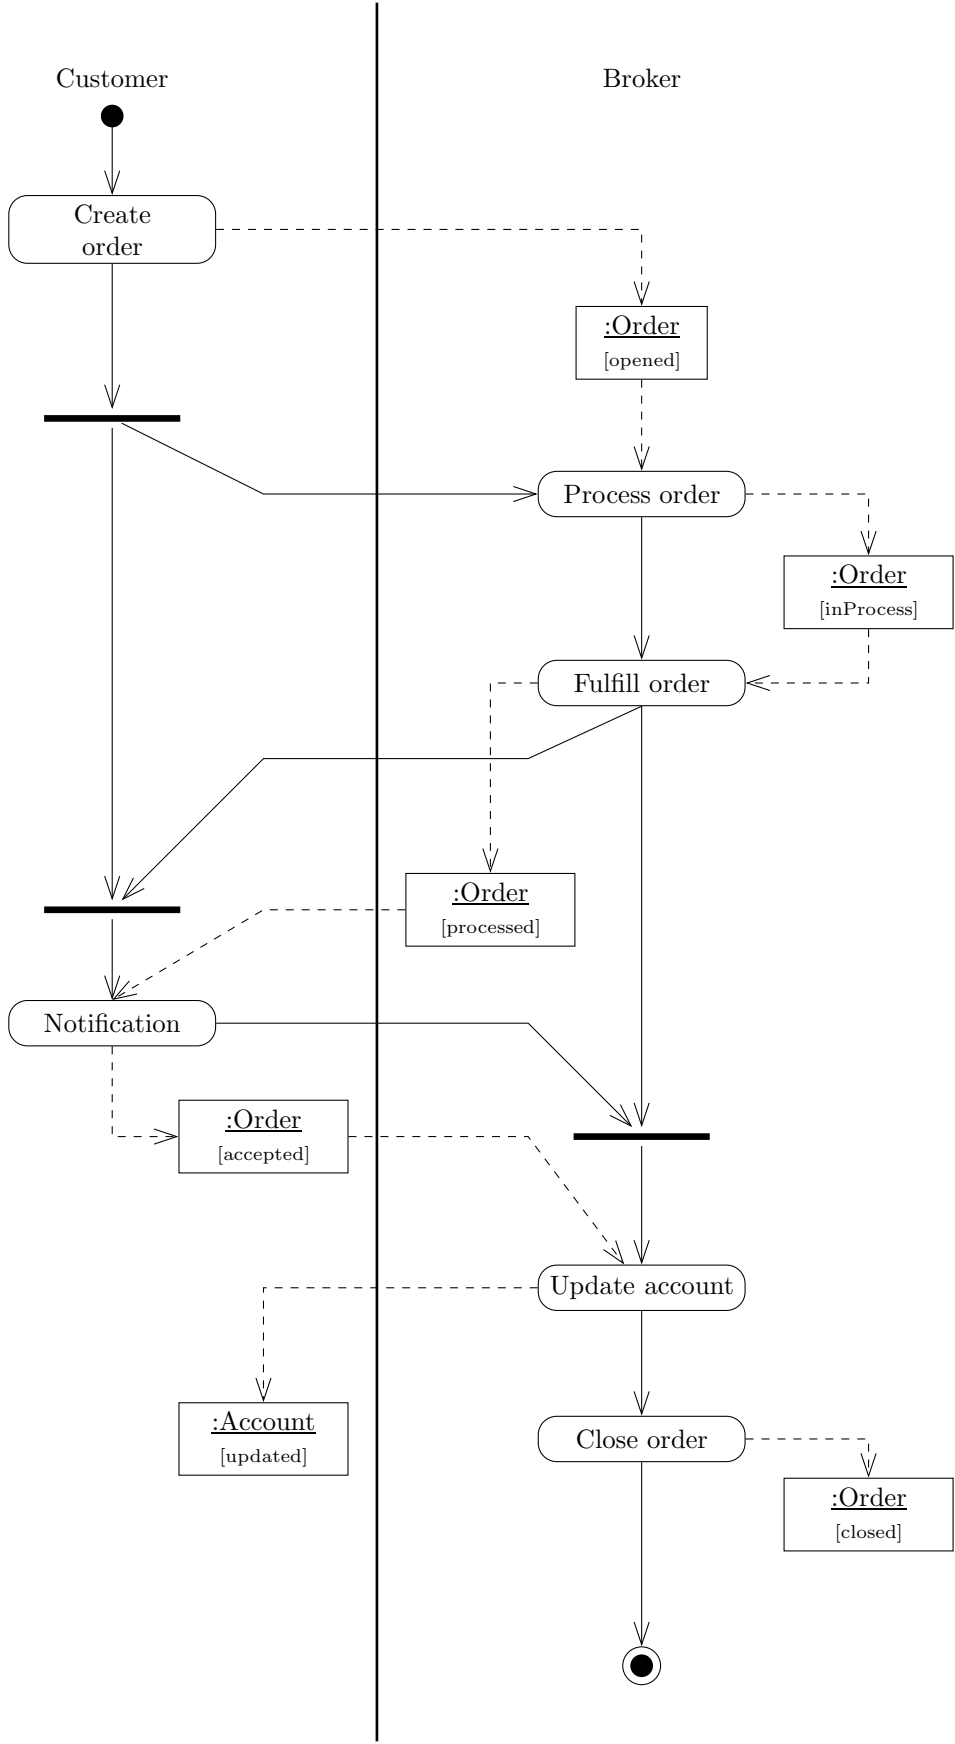 Customer
Broker
Create
order
:Order
[opened]
Process order
:Order
[inProcess]
Fulfill order
:Order
[processed]
Notification
:Order
[accepted]
Update account
:Account
[updated]
Close order
:Order
[closed]